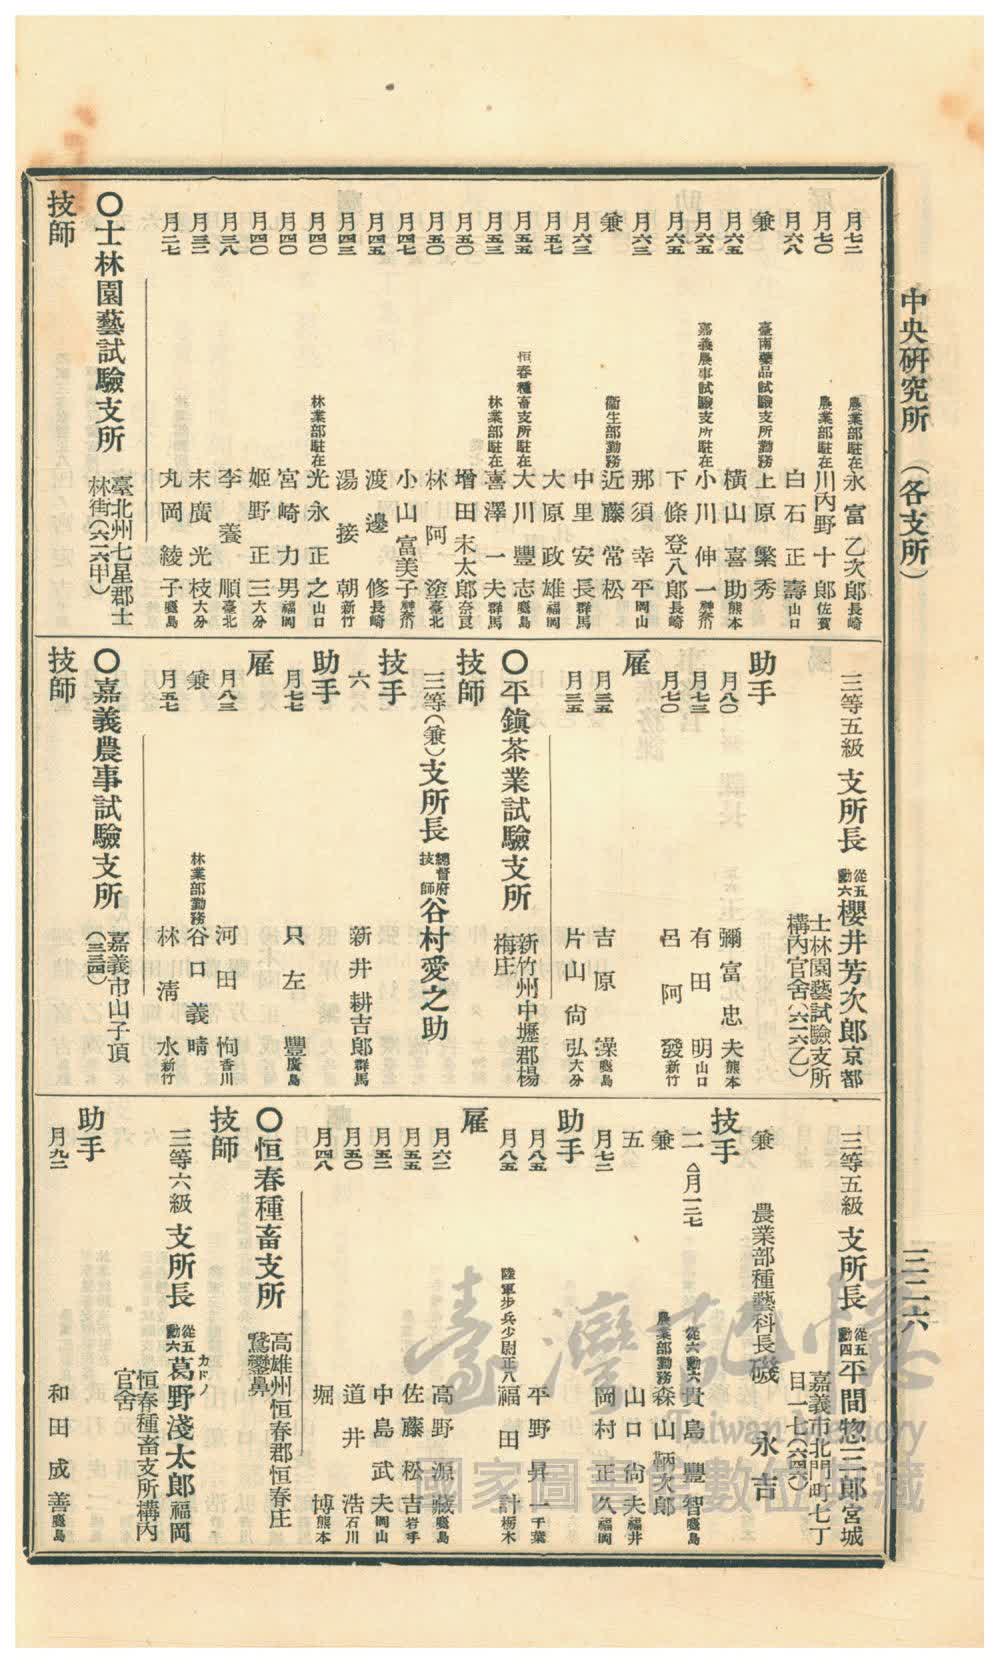 中央研究所 (各支所)
三二六
月七二 農業部駐在 永富乙次郎 長崎
月七〇 農業部駐在 川內野十郎 佐賀
月六八 白石正壽 山口
兼 臺南藥品試驗支所勤務 上原繁秀
月六五 橫山喜助 熊本
月六五 嘉義農事試驗支所駐在 小川伸一 神奈川
月六五 下條登八郎 長崎
月六三 那須幸平 岡山
兼 衞生部勤務 近藤常松
月六三 中里安長 群馬
月五七 大原政雄 福岡
月五五 恒春種畜支所駐在 大川豐志 鹿島
月五三 林業部駐在 喜澤一夫 群馬
月五〇 增田末太郎 奈良
月五〇 林阿塗 臺北
月四七 小山富美子 神奈川
月四五 渡邊修 長崎
月四三 湯接朝 新竹
月四〇 林業部駐在 光永正之 山口
月四〇 宮崎力男 福岡
月四〇 姬野正三 大分
月三八 李養順 臺北
月三二 末廣光枝 大分
月二七 丸岡綾子 鹿島
〇士林園藝試驗支所 臺北州七星郡士林街(六二六甲)
技師
三等五級 支所長 從五勳六 櫻井芳次郎 京都
士林園藝試驗支所構內官舍(六二六乙)
助手
月八〇 彌富忠夫 熊本
月七三 有田明 山口
月七〇 呂阿發 新竹
雇
月三五 吉原操 鹿島
月三五 片山尙弘 大分
〇平鎭茶業試驗支所 新竹州中壢郡楊梅庄
技師
三等(兼)支所長 總督府技師 谷村愛之助
技手
六 新井耕吉郞 群馬
助手
月七七 只左豐 廣島
雇
月八三 河田恂 香川
兼 林業部勤務 谷口義晴
月五七 林淸水 新竹
〇嘉義農事試驗支所 嘉義市山子頂(三三四)
技師
三等五級 支所長 從五勳四 平間惣三郎 宮城
嘉義市北門町七丁目一七(六四六)
兼 農業部種藝科長 磯永吉
技手
二 △月一三七 從六勳六 貴島豐智 鹿島
兼 農業部勤務 森山鞆次郎
五 山口尙夫 福井
月七二 岡村正久 福岡
助手
月八五 平野昇一 千葉
月八五 陸軍步兵少尉正八 福田計 栃木
雇
月六二 高野源藏 鹿島
月五五 佐藤松吉 岩手
月五二 中島武夫 岡山
月五〇 道井浩 石川
月四八 堀博 熊本
〇恒春種畜支所 高雄州恒春郡恒春庄鵞鑾鼻
技師
三等六級 支所長 從五勳六 葛野淺太郎 福岡
カドノ
恒春種畜支所構內官舍
助手
月九二 和田成善 鹿島
臺灣記憶
Taiwan Memory
國家圖書館數位典藏